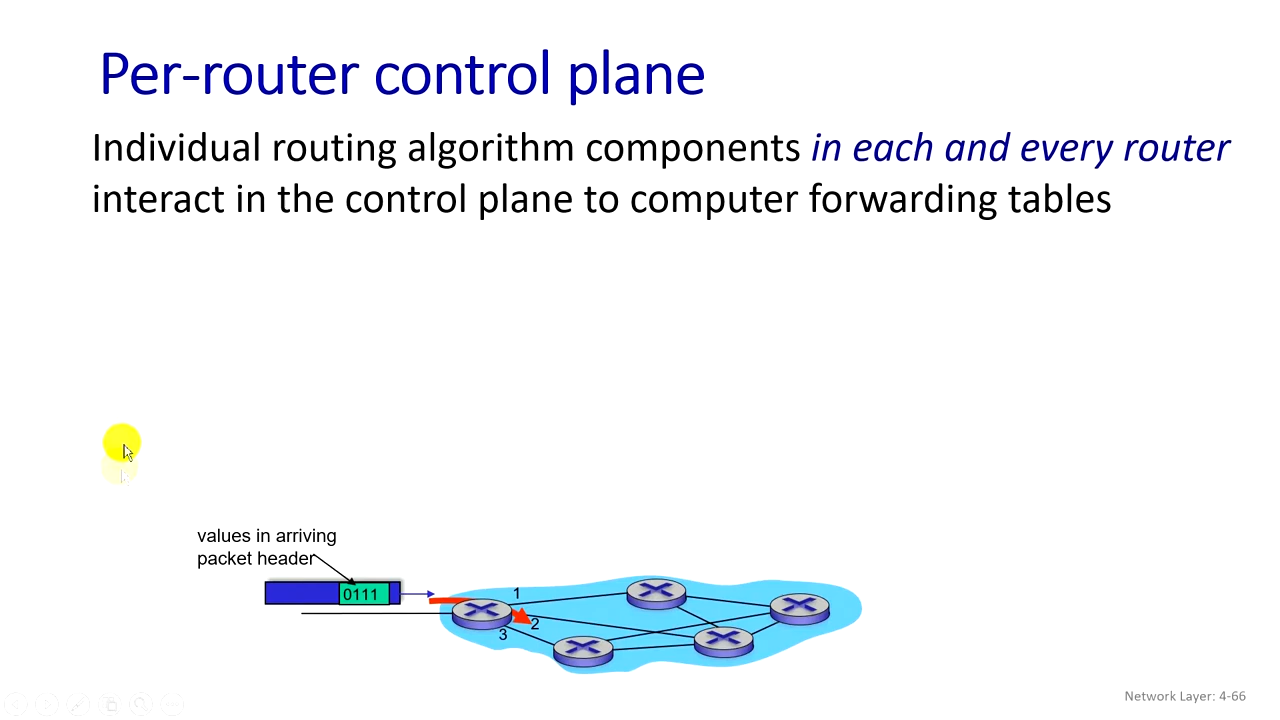 Per-router control plane
Individual routing algorithm components in each and every router
interact in the control plane to computer forwarding tables
values in arriving
packet header
0111
1
2
3
Network Layer: 4-66